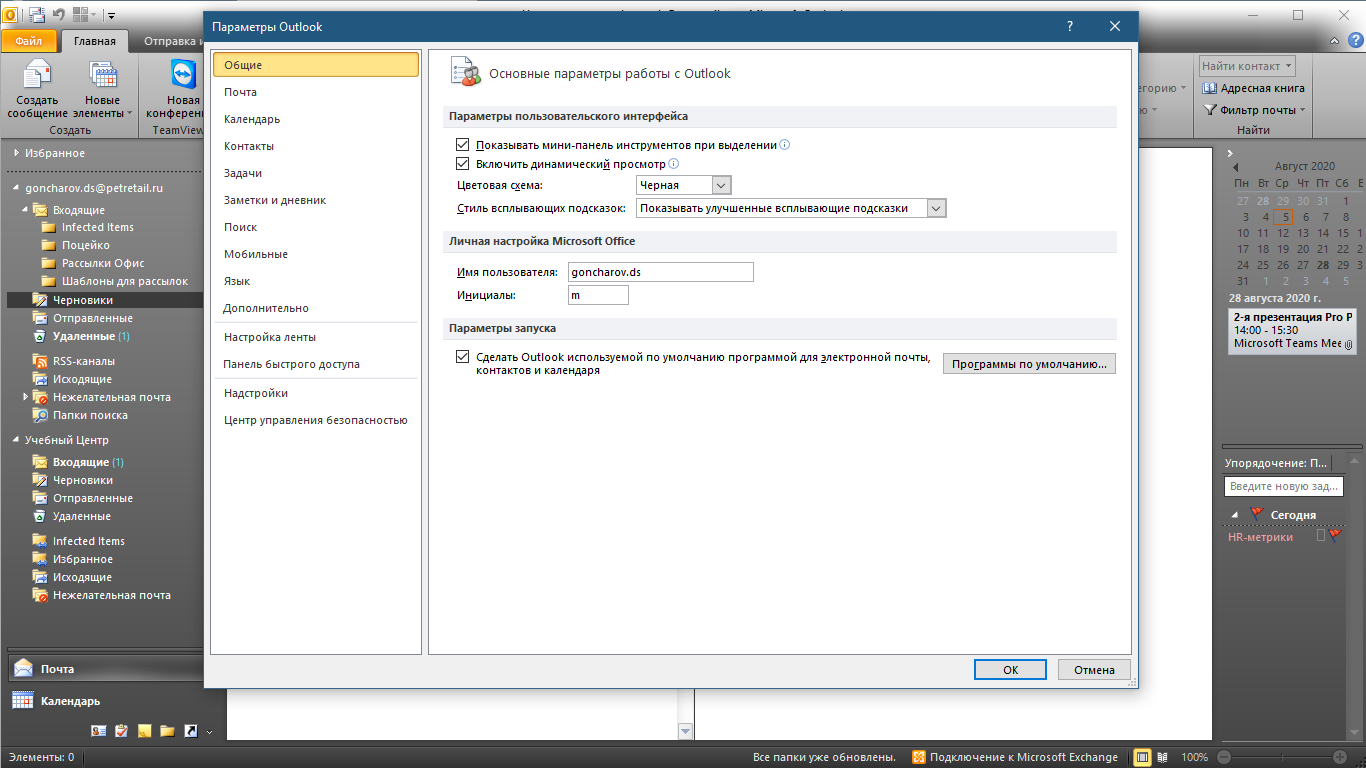 Параметры Outlook
?
Файл
Главная
Отправка и
Создать сообщение
Новые элементы
Создать
Новая
TeamView
Найти контакт
Адресная книга
Фильтр почты
Найти
Избранное
goncharov.ds@petretail.ru
Входящие
Infected Items
Поцейко
Рассылки Офис
Шаблоны для рассылок
Черновики
Отправленные
Удаленные (1)
RSS-каналы
Исходящие
Нежелательная почта
Папки поиска
Учебный Центр
Входящие (1)
Черновики
Отправленные
Удаленные
Infected Items
Избранное
Исходящие
Нежелательная почта
Почта
Календарь
Общие
Почта
Календарь
Контакты
Задачи
Заметки и дневник
Поиск
Мобильные
Язык
Дополнительно
Настройка ленты
Панель быстрого доступа
Надстройки
Центр управления безопасностью
Основные параметры работы с Outlook
Параметры пользовательского интерфейса
Показывать мини-панель инструментов при выделении
Включить динамический просмотр
Цветовая схема: Черная
Стиль всплывающих подсказок: Показывать улучшенные всплывающие подсказки
Личная настройка Microsoft Office
Имя пользователя: goncharov.ds
Инициалы: m
Параметры запуска
Сделать Outlook используемой по умолчанию программой для электронной почты,
контактов и календаря
Программы по умолчанию...
ОК
Отмена
Август 2020
Пн Вт Ср Чт Пт Сб В
27 28 29 30 31 1
3 4 5 6 7 8
10 11 12 13 14 15 1
17 18 19 20 21 22 2
24 25 26 27 28 29 3
31 1 2 3 4 5
28 августа 2020 г.
2-я презентация Pro P
14:00 - 15:30
Microsoft Teams Mee
Упорядочение: П...
Введите новую зад...
Сегодня
HR-метрики
Элементы: 0
Все папки уже обновлены.
Подключение к Microsoft Exchange
100%